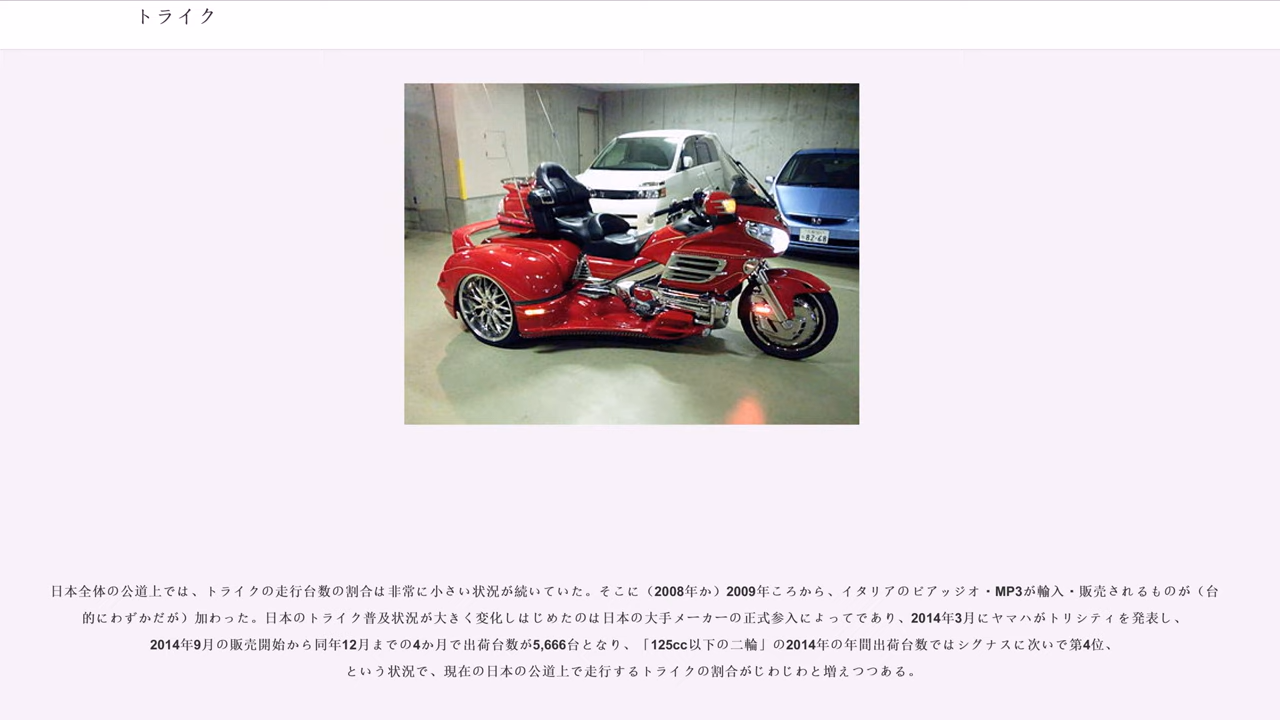 トライク
82-68
日本全体の公道上では、トライクの走行台数の割合は非常に小さい状況が続いていた。そこに（2008年か）2009年ころから、イタリアのピアッジオ・MP3が輸入・販売されるものが（台
的にわずかだが）加わった。日本のトライク普及状況が大きく変化しはじめたのは日本の大手メーカーの正式参入によってであり、2014年3月にヤマハがトリシティを発表し、
2014年9月の販売開始から同年12月までの4か月で出荷台数が5,666台となり、「125cc以下の二輪」の2014年の年間出荷台数ではシグナスに次いで第4位、
という状況で、現在の日本の公道上で走行するトライクの割合がじわじわと増えつつある。